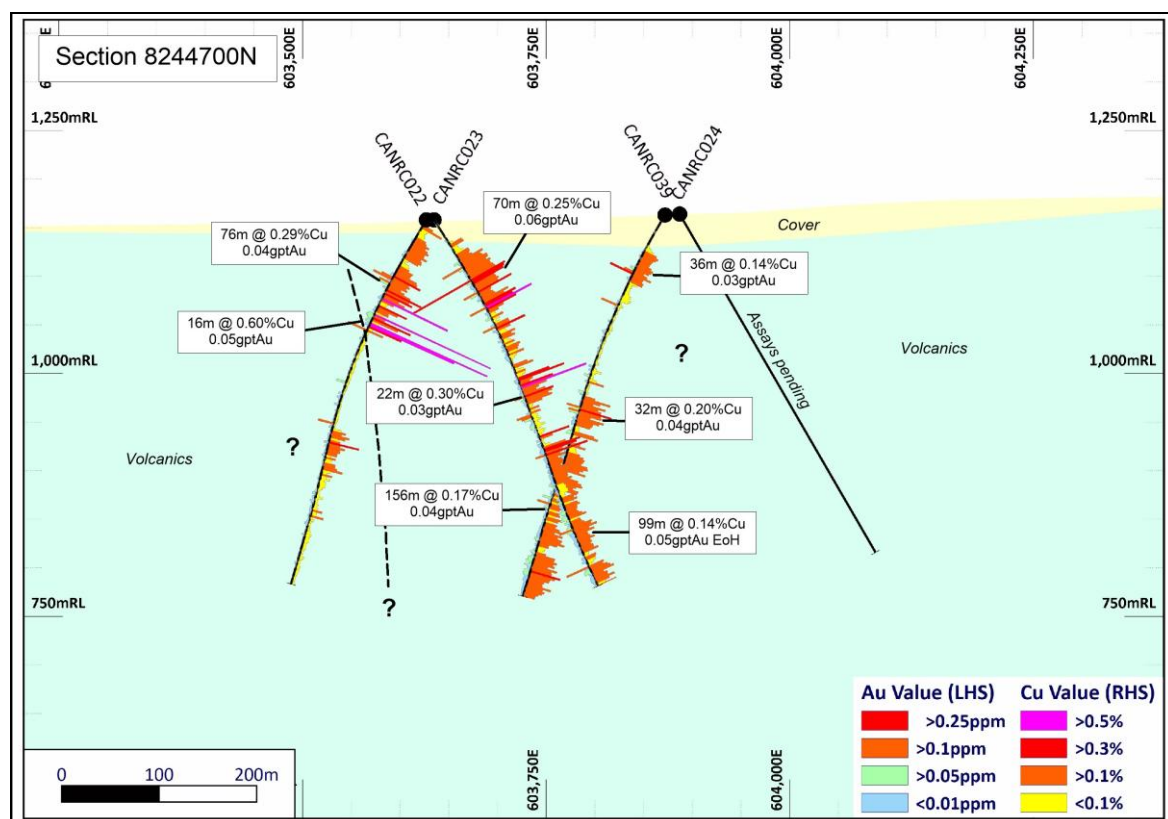 Section 8244700N
E
603,500E
603,750E
604,000E
604,250E
1,250mRL
1,250mRL
CANRC022
CANRC023
CANRC039
CANRC024
70m @ 0.25%Cu
0.06gptAu
76m @ 0.29%Cu
0.04gptAu
Cover
36m @ 0.14%Cu
0.03gptAu
16m @ 0.60%Cu
0.05gptAu
Assays pending
?
Volcanics
1,000mRL
1,000mRL
22m @ 0.30%Cu
0.03gptAu
32m @ 0.20%Cu
0.04gptAu
?
Volcanics
156m @ 0.17%Cu
0.04gptAu
99m @ 0.14%Cu
0.05gptAu EoH
?
750mRL
750mRL
Au Value (LHS)
>0.25ppm
>0.1ppm
>0.05ppm
<0.01ppm
Cu Value (RHS)
>0.5%
>0.3%
>0.1%
<0.1%
0 100 200m
603,750E
604,000E